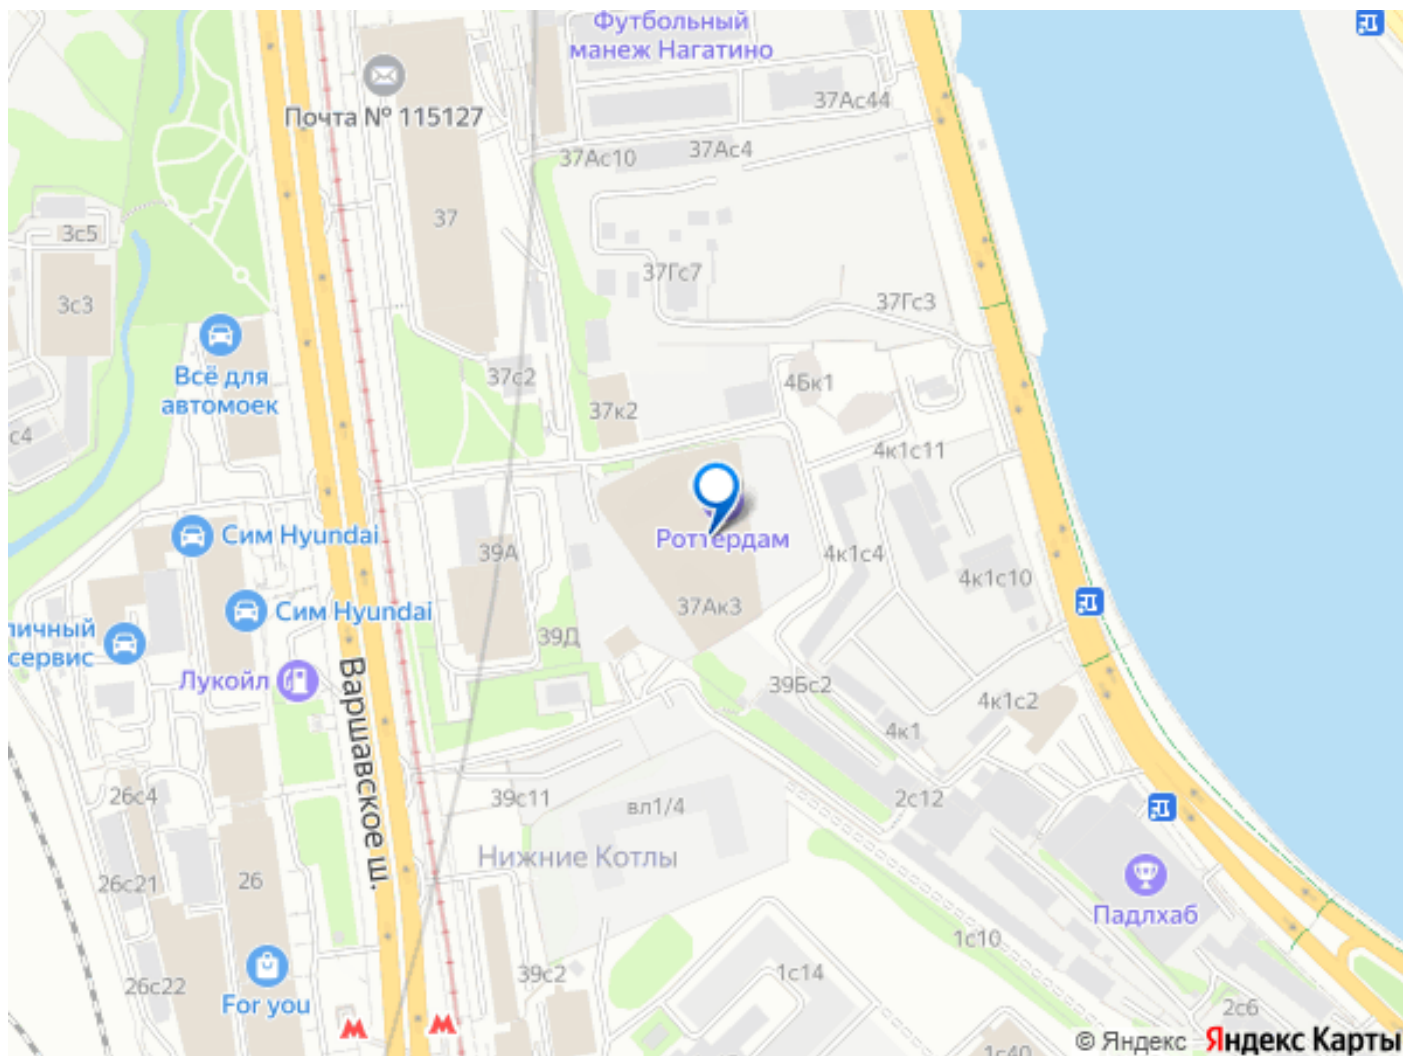 Футбольный
манеж Нагатино
Почта № 115127
37Ас44
37Ас10
37Ас4
37
3с5
37Гс7
3с3
37Гс3
Всё для
автомоек
37с2
4Бк1
37к2
с4
4к1с11
Сим Hyundai
Роттердам
39А
4к1с4
4к1с10
Сим Hyundai
37Ак3
личный
сервис
39Д
Лукойл
39Бс2
4к1с2
Варшавское ш.
4к1
26с4
39с11
вл1/4
2с12
Нижние Котлы
26с21
26
Падлхаб
1с10
39с2
1с14
26с22
For you
2с6
1с40
© Яндекс Яндекс Карты